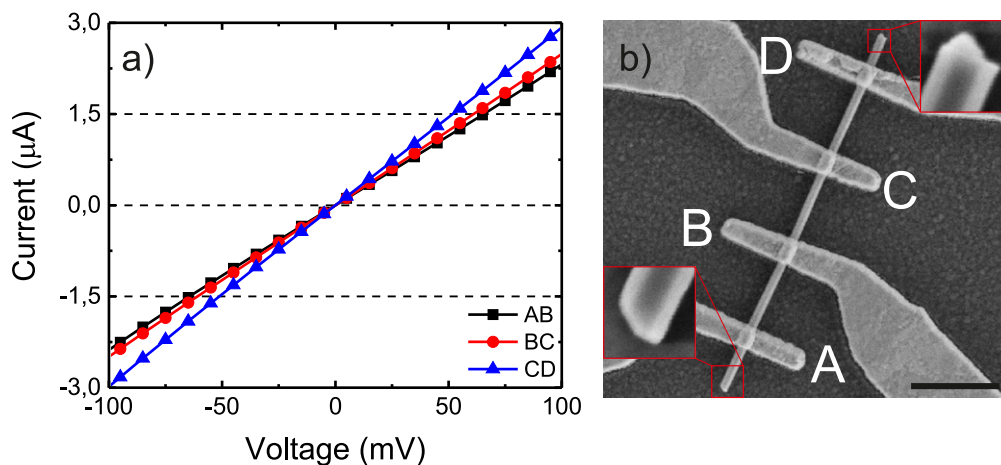 a)
Current (μA)
3,0
1,5
0,0
-1,5
-3,0
-100
-50
0
50
100
Voltage (mV)
AB
BC
CD
b)
D
C
B
A